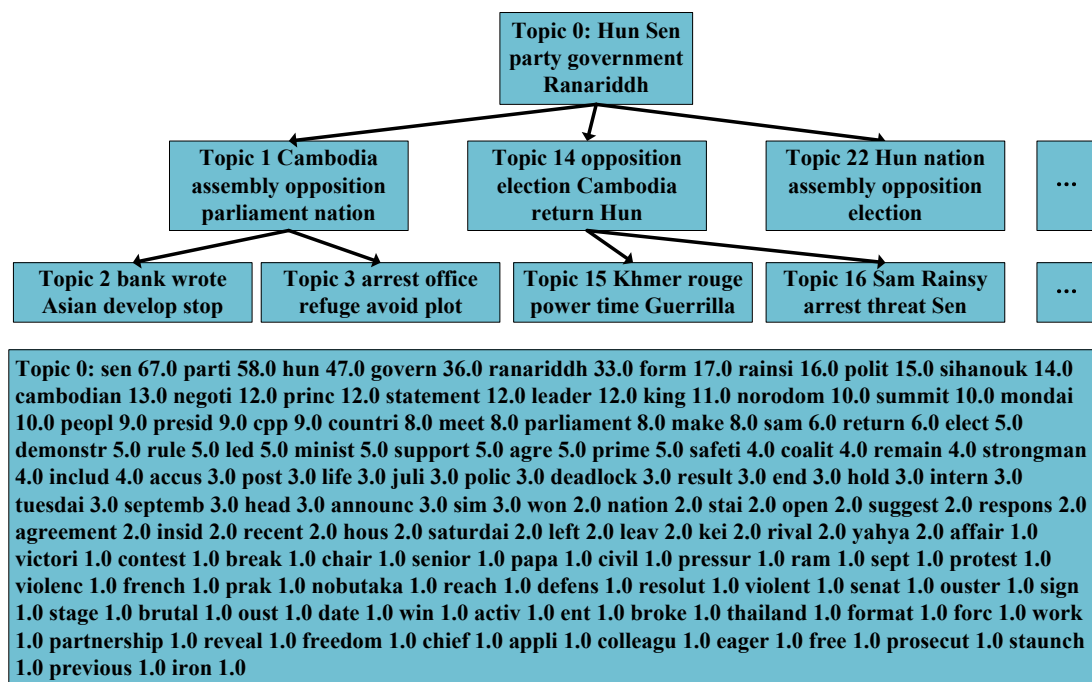 Topic 0: Hun Sen
party government
Ranariddh
Topic 1 Cambodia
assembly opposition
parliament nation
Topic 14 opposition
election Cambodia
return Hun
Topic 22 Hun nation
assembly opposition
election
...
Topic 2 bank wrote
Asian develop stop
Topic 3 arrest office
refuge avoid plot
Topic 15 Khmer rouge
power time Guerrilla
Topic 16 Sam Rainsy
arrest threat Sen
...
Topic 0: sen 67.0 parti 58.0 hun 47.0 govern 36.0 ranariddh 33.0 form 17.0 rainsi 16.0 polit 15.0 sihanouk 14.0
cambodian 13.0 negoti 12.0 princ 12.0 statement 12.0 leader 12.0 king 11.0 norodom 10.0 summit 10.0 mondai
10.0 peopl 9.0 presid 9.0 cpp 9.0 countri 8.0 meet 8.0 parliament 8.0 make 8.0 sam 6.0 return 6.0 elect 5.0
demonstr 5.0 rule 5.0 led 5.0 minist 5.0 support 5.0 agre 5.0 prime 5.0 safeti 4.0 coalit 4.0 remain 4.0 strongman
4.0 includ 4.0 accus 3.0 post 3.0 life 3.0 juli 3.0 polic 3.0 deadlock 3.0 result 3.0 end 3.0 hold 3.0 intern 3.0
tuesdai 3.0 septemb 3.0 head 3.0 announc 3.0 sim 3.0 won 2.0 nation 2.0 stai 2.0 open 2.0 suggest 2.0 respons 2.0
agreement 2.0 insid 2.0 recent 2.0 hous 2.0 saturdai 2.0 left 2.0 leav 2.0 kei 2.0 rival 2.0 yahya 2.0 affair 1.0
victori 1.0 contest 1.0 break 1.0 chair 1.0 senior 1.0 papa 1.0 civil 1.0 pressur 1.0 ram 1.0 sept 1.0 protest 1.0
violenc 1.0 french 1.0 prak 1.0 nobutaka 1.0 reach 1.0 defens 1.0 resolut 1.0 violent 1.0 senat 1.0 ouster 1.0 sign
1.0 stage 1.0 brutal 1.0 oust 1.0 date 1.0 win 1.0 activ 1.0 ent 1.0 broke 1.0 thailand 1.0 format 1.0 forc 1.0 work
1.0 partnership 1.0 reveal 1.0 freedom 1.0 chief 1.0 appli 1.0 colleagu 1.0 eager 1.0 free 1.0 prosecut 1.0 staunch
1.0 previous 1.0 iron 1.0